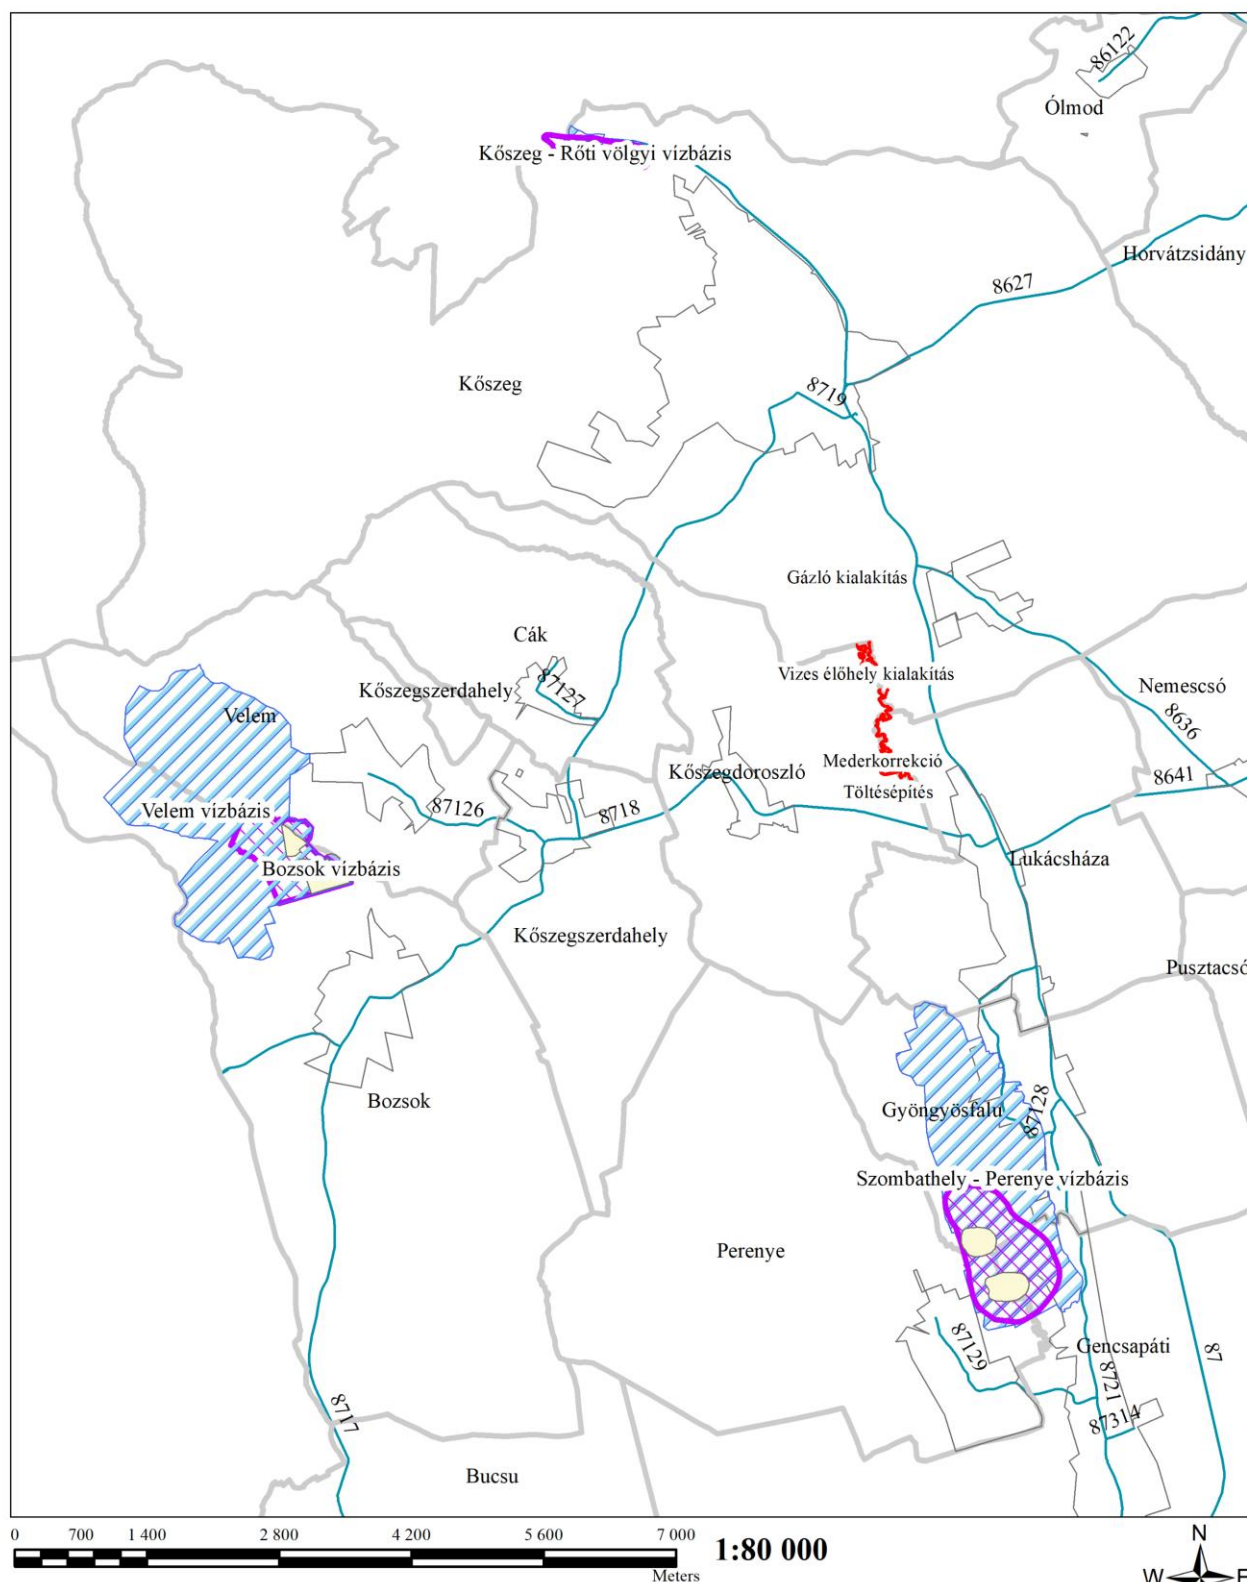 86122
Ólmod
Kőszeg - Rőti völgyi vízbázis
Horvátzsidány
8627
Kőszeg
8719
Gázló kialakítás
Cák
Vizes élőhely kialakítás
87127
Kőszegszerdahely
Nemescsó
Velem
8636
Mederkorrekció
Kőszegdoroszló
8641
Töltésépítés
Velem vízbázis
87126
8718
Lukácsháza
Bozsok vízbázis
Kőszegszerdahely
Pusztacsó
Bozsok
Gyöngyösfalu
87128
Szombathely - Perenye vízbázis
Perenye
87129
Gencsapáti
87
8721
8717
87314
Bucsu
0 700 1 400 2 800 4 200 5 600 7 000
Meters
1:80 000
N
W E